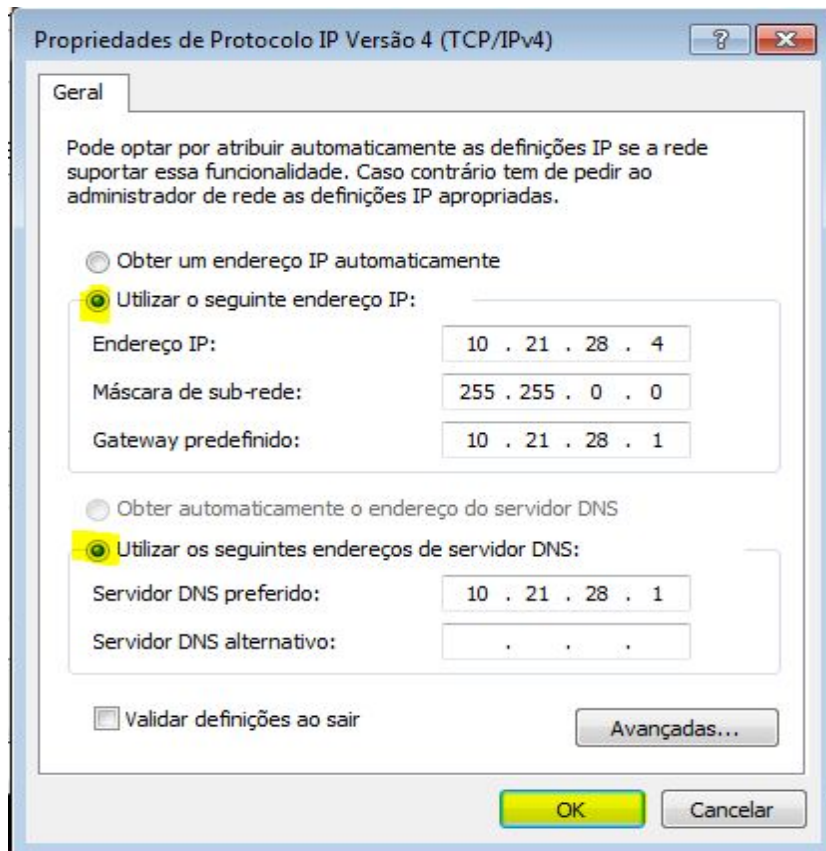 Propriedades de Protocolo IP Versão 4 (TCP/IPv4)
Geral
Pode optar por atribuir automaticamente as definições IP se a rede
suportar essa funcionalidade. Caso contrário tem de pedir ao
administrador de rede as definições IP apropriadas.
Obter um endereço IP automaticamente
Utilizar o seguinte endereço IP:
Endereço IP: 10 . 21 . 28 . 4
Máscara de sub-rede: 255 . 255 . 0 . 0
Gateway predefinido: 10 . 21 . 28 . 1
Obter automaticamente o endereço do servidor DNS
Utilizar os seguintes endereços de servidor DNS:
Servidor DNS preferido: 10 . 21 . 28 . 1
Servidor DNS alternativo: . . .
Validar definições ao sair
Avançadas...
OK Cancelar